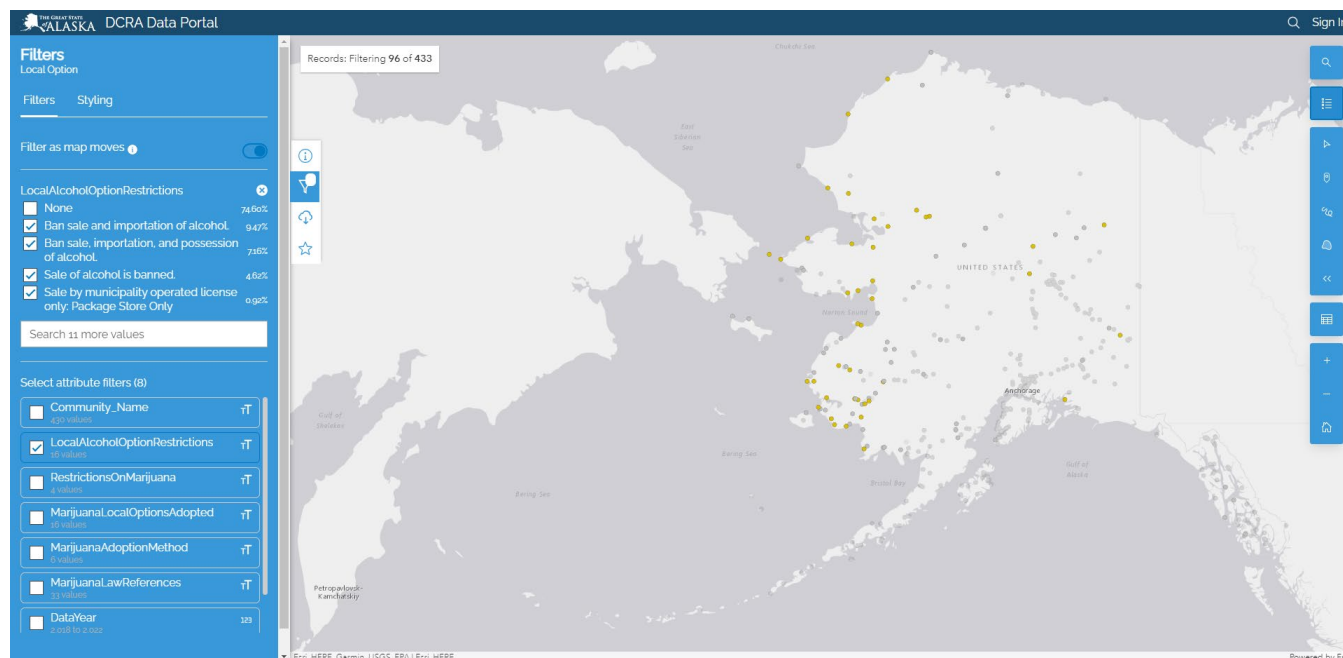 THE GREAT STATE
of ALASKA DCRA Data Portal
Sign In
Filters
Local Option
Filters Styling
Filter as map moves
LocalAlcoholOptionRestrictions
None 74.60%
Ban sale and importation of alcohol. 9.47%
Ban sale, importation, and possession
of alcohol. 7.16%
Sale of alcohol is banned. 4.62%
Sale by municipality operated license
only: Package Store Only 0.92%
Search 11 more values
Select attribute filters (8)
Community_Name
430 values
LocalAlcoholOptionRestrictions
16 values
RestrictionsOnMarijuana
4 values
MarijuanaLocalOptionsAdopted
16 values
MarijuanaAdoptionMethod
6 values
MarijuanaLawReferences
33 values
DataYear 123
2,018 to 2,022
Records: Filtering 96 of 433
Chukchi Sea
East
Siberian
Sea
UNITED STATES
Norton Sound
Anchorage
Gulf of
Shelekov
Bering Sea
Bering Sea
Bristol Bay
Gulf of
Alaska
Petropavlovsk-
Kamchatskiy
Esri, HERE, Garmin, USGS, EPA | Esri, HERE
Powered by Es